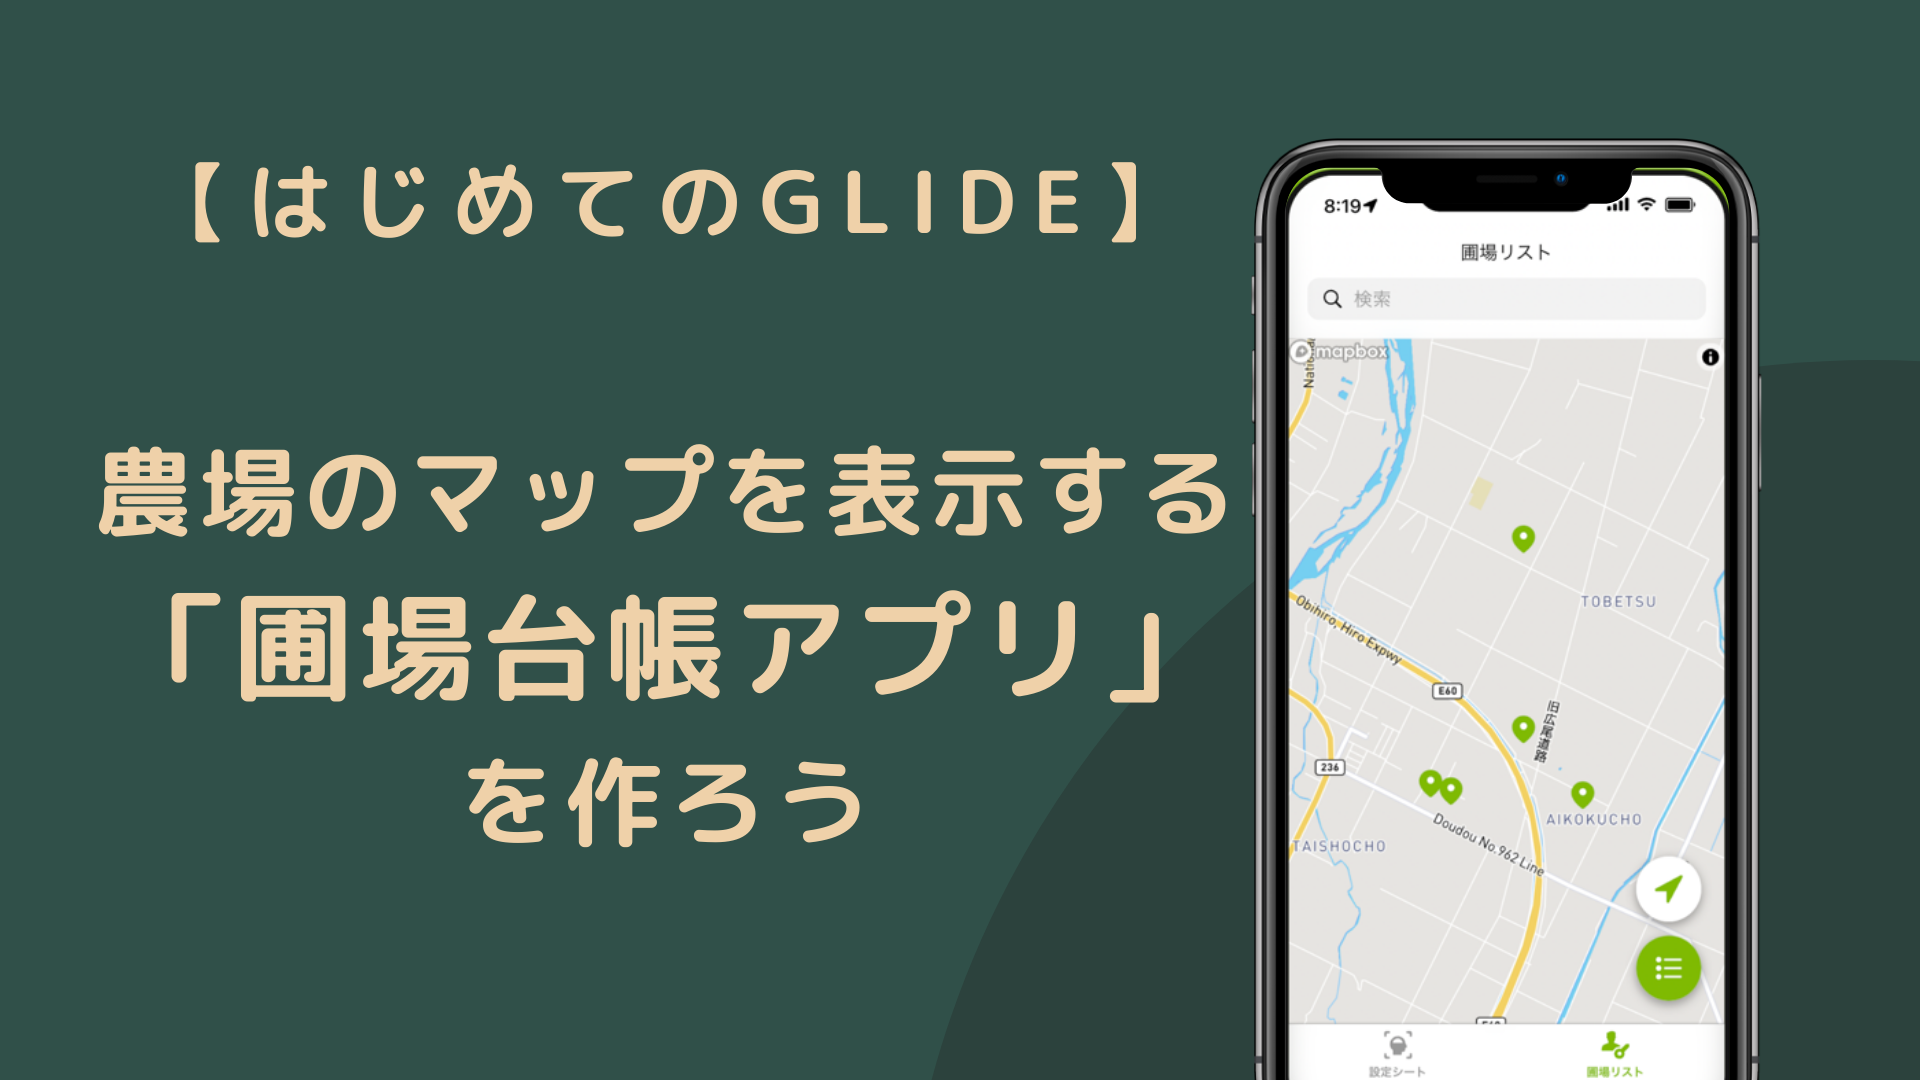 【はじめてのGLIDE】
農場のマップを表示する
「圃場台帳アプリ」
を作ろう
8:19
圃場リスト
検索
mapbox
TOBETSU
Obihiro, Hiro Expwy
E60
旧広尾道路
236
AIKOKUCHO
Doudou No.962 Line
TAISHOCHO
設定シート
圃場リスト